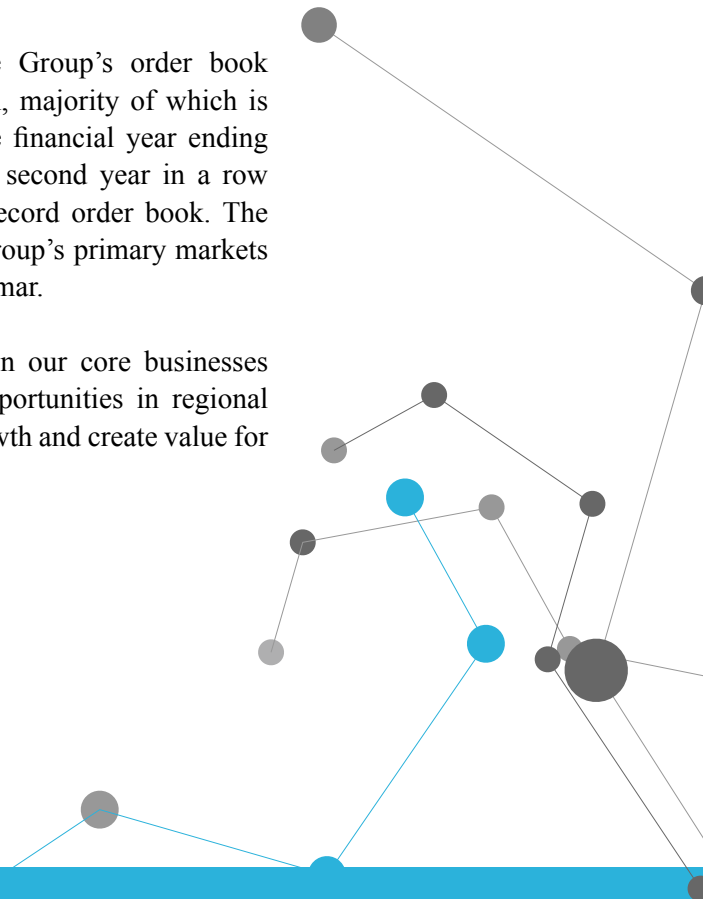 Group's order book
, majority of which is
financial year ending
second year in a row
ecord order book. The
roup's primary markets
mar.
n our core businesses
portunities in regional
wth and create value for